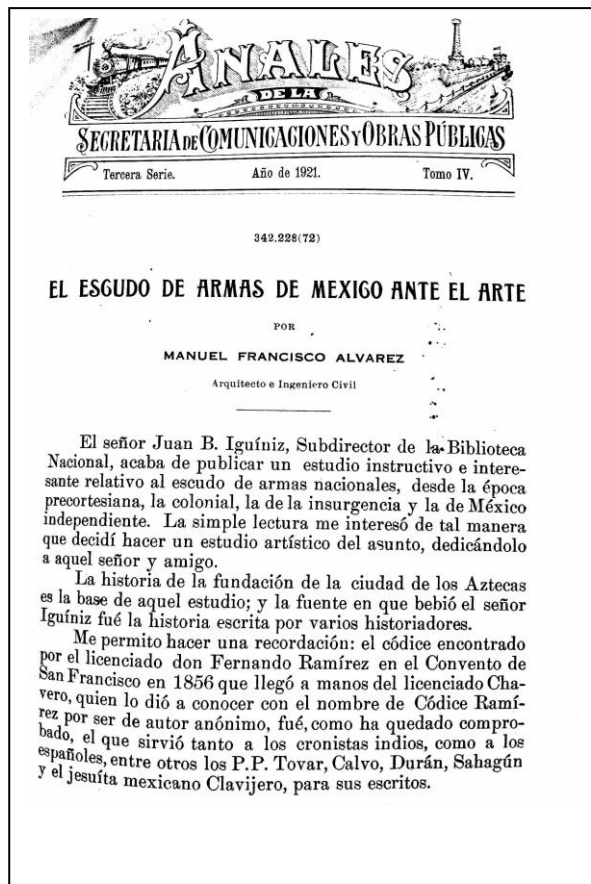 ANALES
DE LA
SECRETARIA DE COMUNICACIONES Y OBRAS PÚBLICAS
Tercera Serie. Año de 1921. Tomo IV.
342.228(72)
EL ESCUDO DE ARMAS DE MEXICO ANTE EL ARTE
POR
MANUEL FRANCISCO ALVAREZ
Arquitecto e Ingeniero Civil
El señor Juan B. Iguíniz, Subdirector de la Biblioteca
Nacional, acaba de publicar un estudio instructivo e intere-
sante relativo al escudo de armas nacionales, desde la época
precortesiana, la colonial, la de la insurgencia y la de México
independiente. La simple lectura me interesó de tal manera
que decidí hacer un estudio artístico del asunto, dedicándolo
a aquel señor y amigo.
La historia de la fundación de la ciudad de los Aztecas
es la base de aquel estudio; y la fuente en que bebió el señor
Iguíniz fué la historia escrita por varios historiadores.
Me permito hacer una recordación: el códice encontrado
por el licenciado don Fernando Ramírez en el Convento de
San Francisco en 1856 que llegó a manos del licenciado Cha-
vero, quien lo dió a conocer con el nombre de Códice Ramí-
rez por ser de autor anónimo, fué, como ha quedado compro-
bado, el que sirvió tanto a los cronistas indios, como a los
españoles, entre otros los P.P. Tovar, Calvo, Durán, Sahagún
y el jesuíta mexicano Clavijero, para sus escritos.